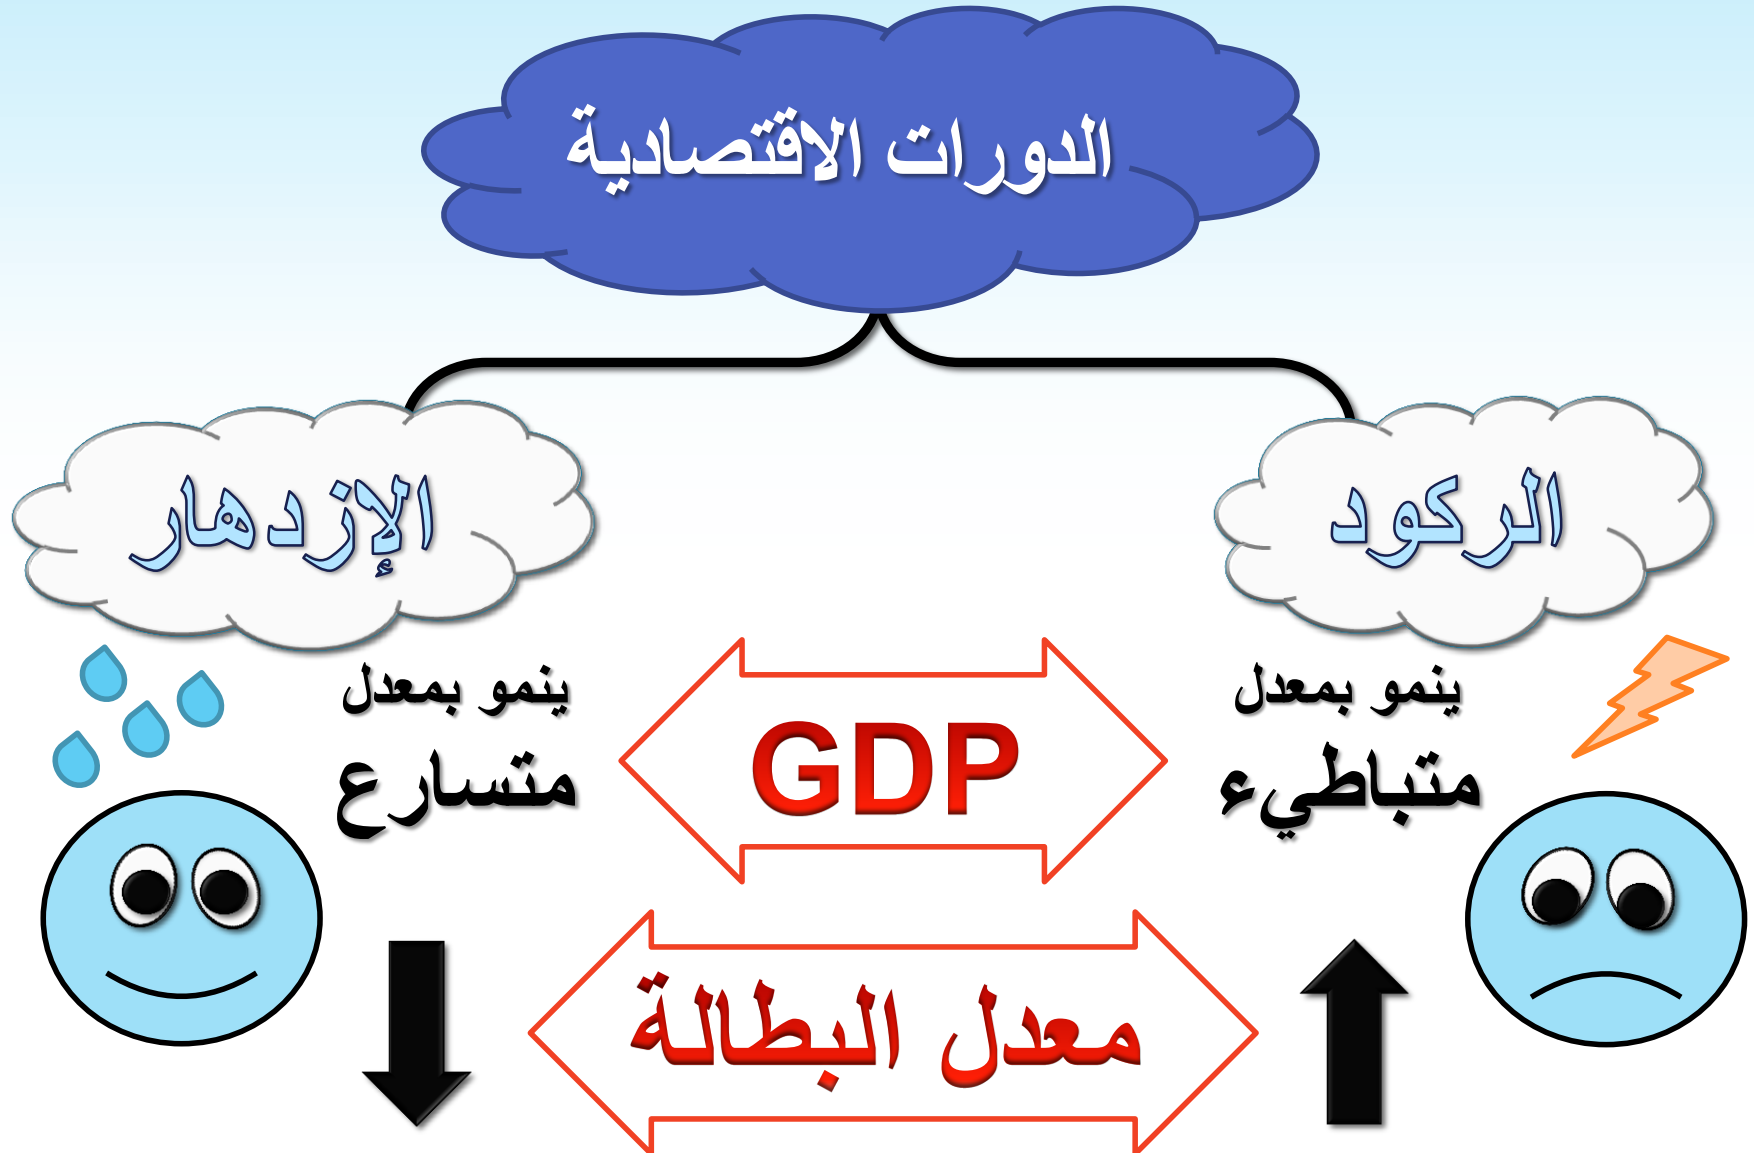 الدورات الاقتصادية
الركود
الإزدهار
ينمو بمعدل
متباطيء
GDP
ينمو بمعدل
متسارع
معدل البطالة